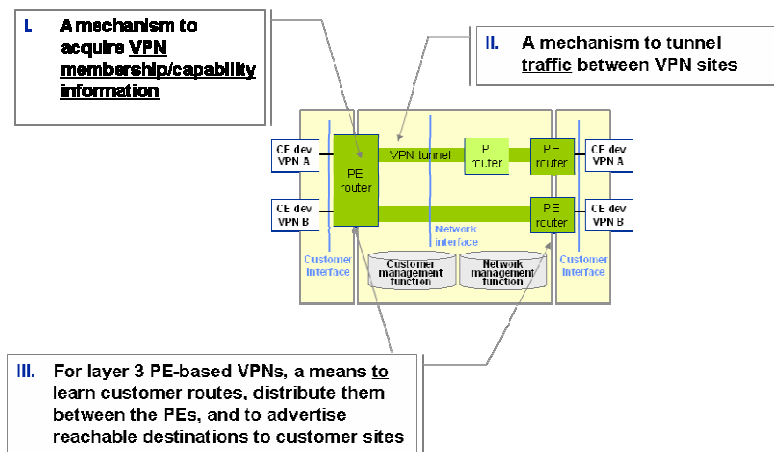 I. A mechanism to
acquire VPN
membership/capability
information
II. A mechanism to tunnel
traffic between VPN sites
CE dev
VPN A
PE
router
VPN tunnel
P
router
PE
router
CE dev
VPN A
CE dev
VPN B
PE
router
CE dev
VPN B
Network
interface
Customer
interface
Customer
management
function
Network
management
function
Customer
interface
III. For layer 3 PE-based VPNs, a means to
learn customer routes, distribute them
between the PEs, and to advertise
reachable destinations to customer sites